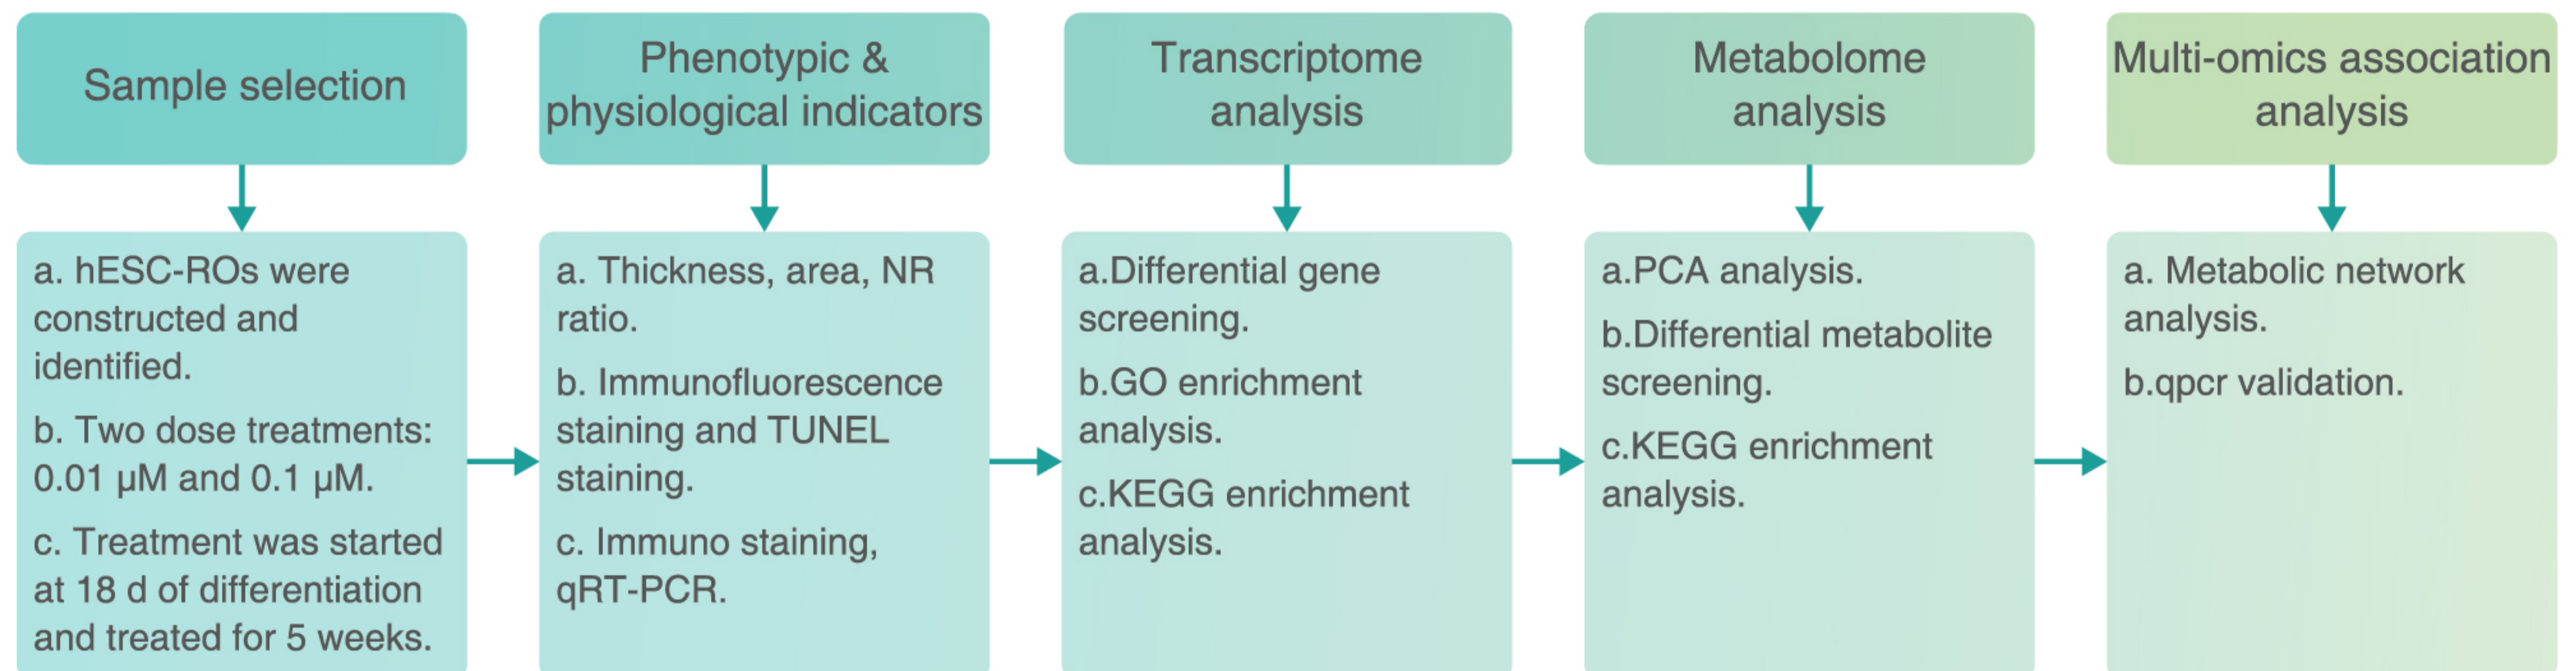 Sample selection
a. hESC-ROs were
constructed and
identified.
b. Two dose treatments:
0.01 µM and 0.1 µM.
c. Treatment was started
at 18 d of differentiation
and treated for 5 weeks.
Phenotypic &
physiological indicators
a. Thickness, area, NR
ratio.
b. Immunofluorescence
staining and TUNEL
staining.
c. Immuno staining,
qRT-PCR.
Transcriptome
analysis
a.Differential gene
screening.
b.GO enrichment
analysis.
c.KEGG enrichment
analysis.
Metabolome
analysis
a.PCA analysis.
b.Differential metabolite
screening.
c.KEGG enrichment
analysis.
Multi-omics association
analysis
a. Metabolic network
analysis.
b.qpcr validation.